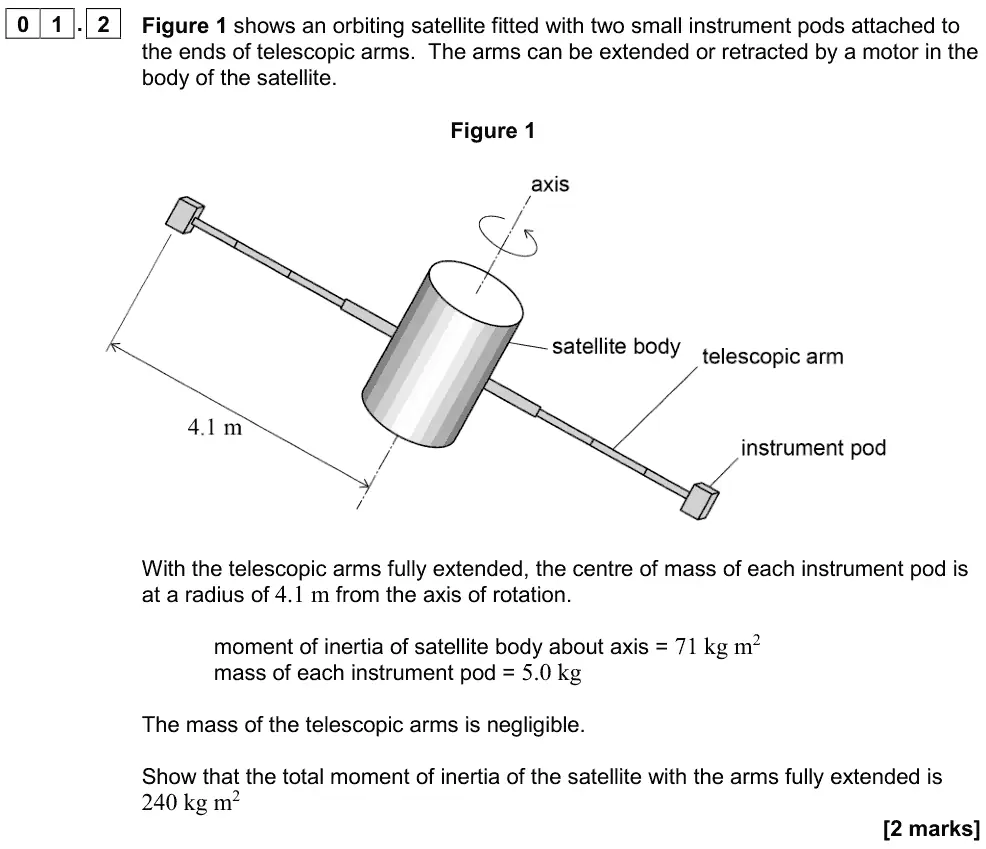 0 1 . 2 Figure 1 shows an orbiting satellite fitted with two small instrument pods attached to
the ends of telescopic arms. The arms can be extended or retracted by a motor in the
body of the satellite.
Figure 1
axis
satellite body
telescopic arm
4.1 m
instrument pod
With the telescopic arms fully extended, the centre of mass of each instrument pod is
at a radius of 4.1 m from the axis of rotation.
moment of inertia of satellite body about axis = 71 kg m²
mass of each instrument pod = 5.0 kg
The mass of the telescopic arms is negligible.
Show that the total moment of inertia of the satellite with the arms fully extended is
240 kg m²
[2 marks]